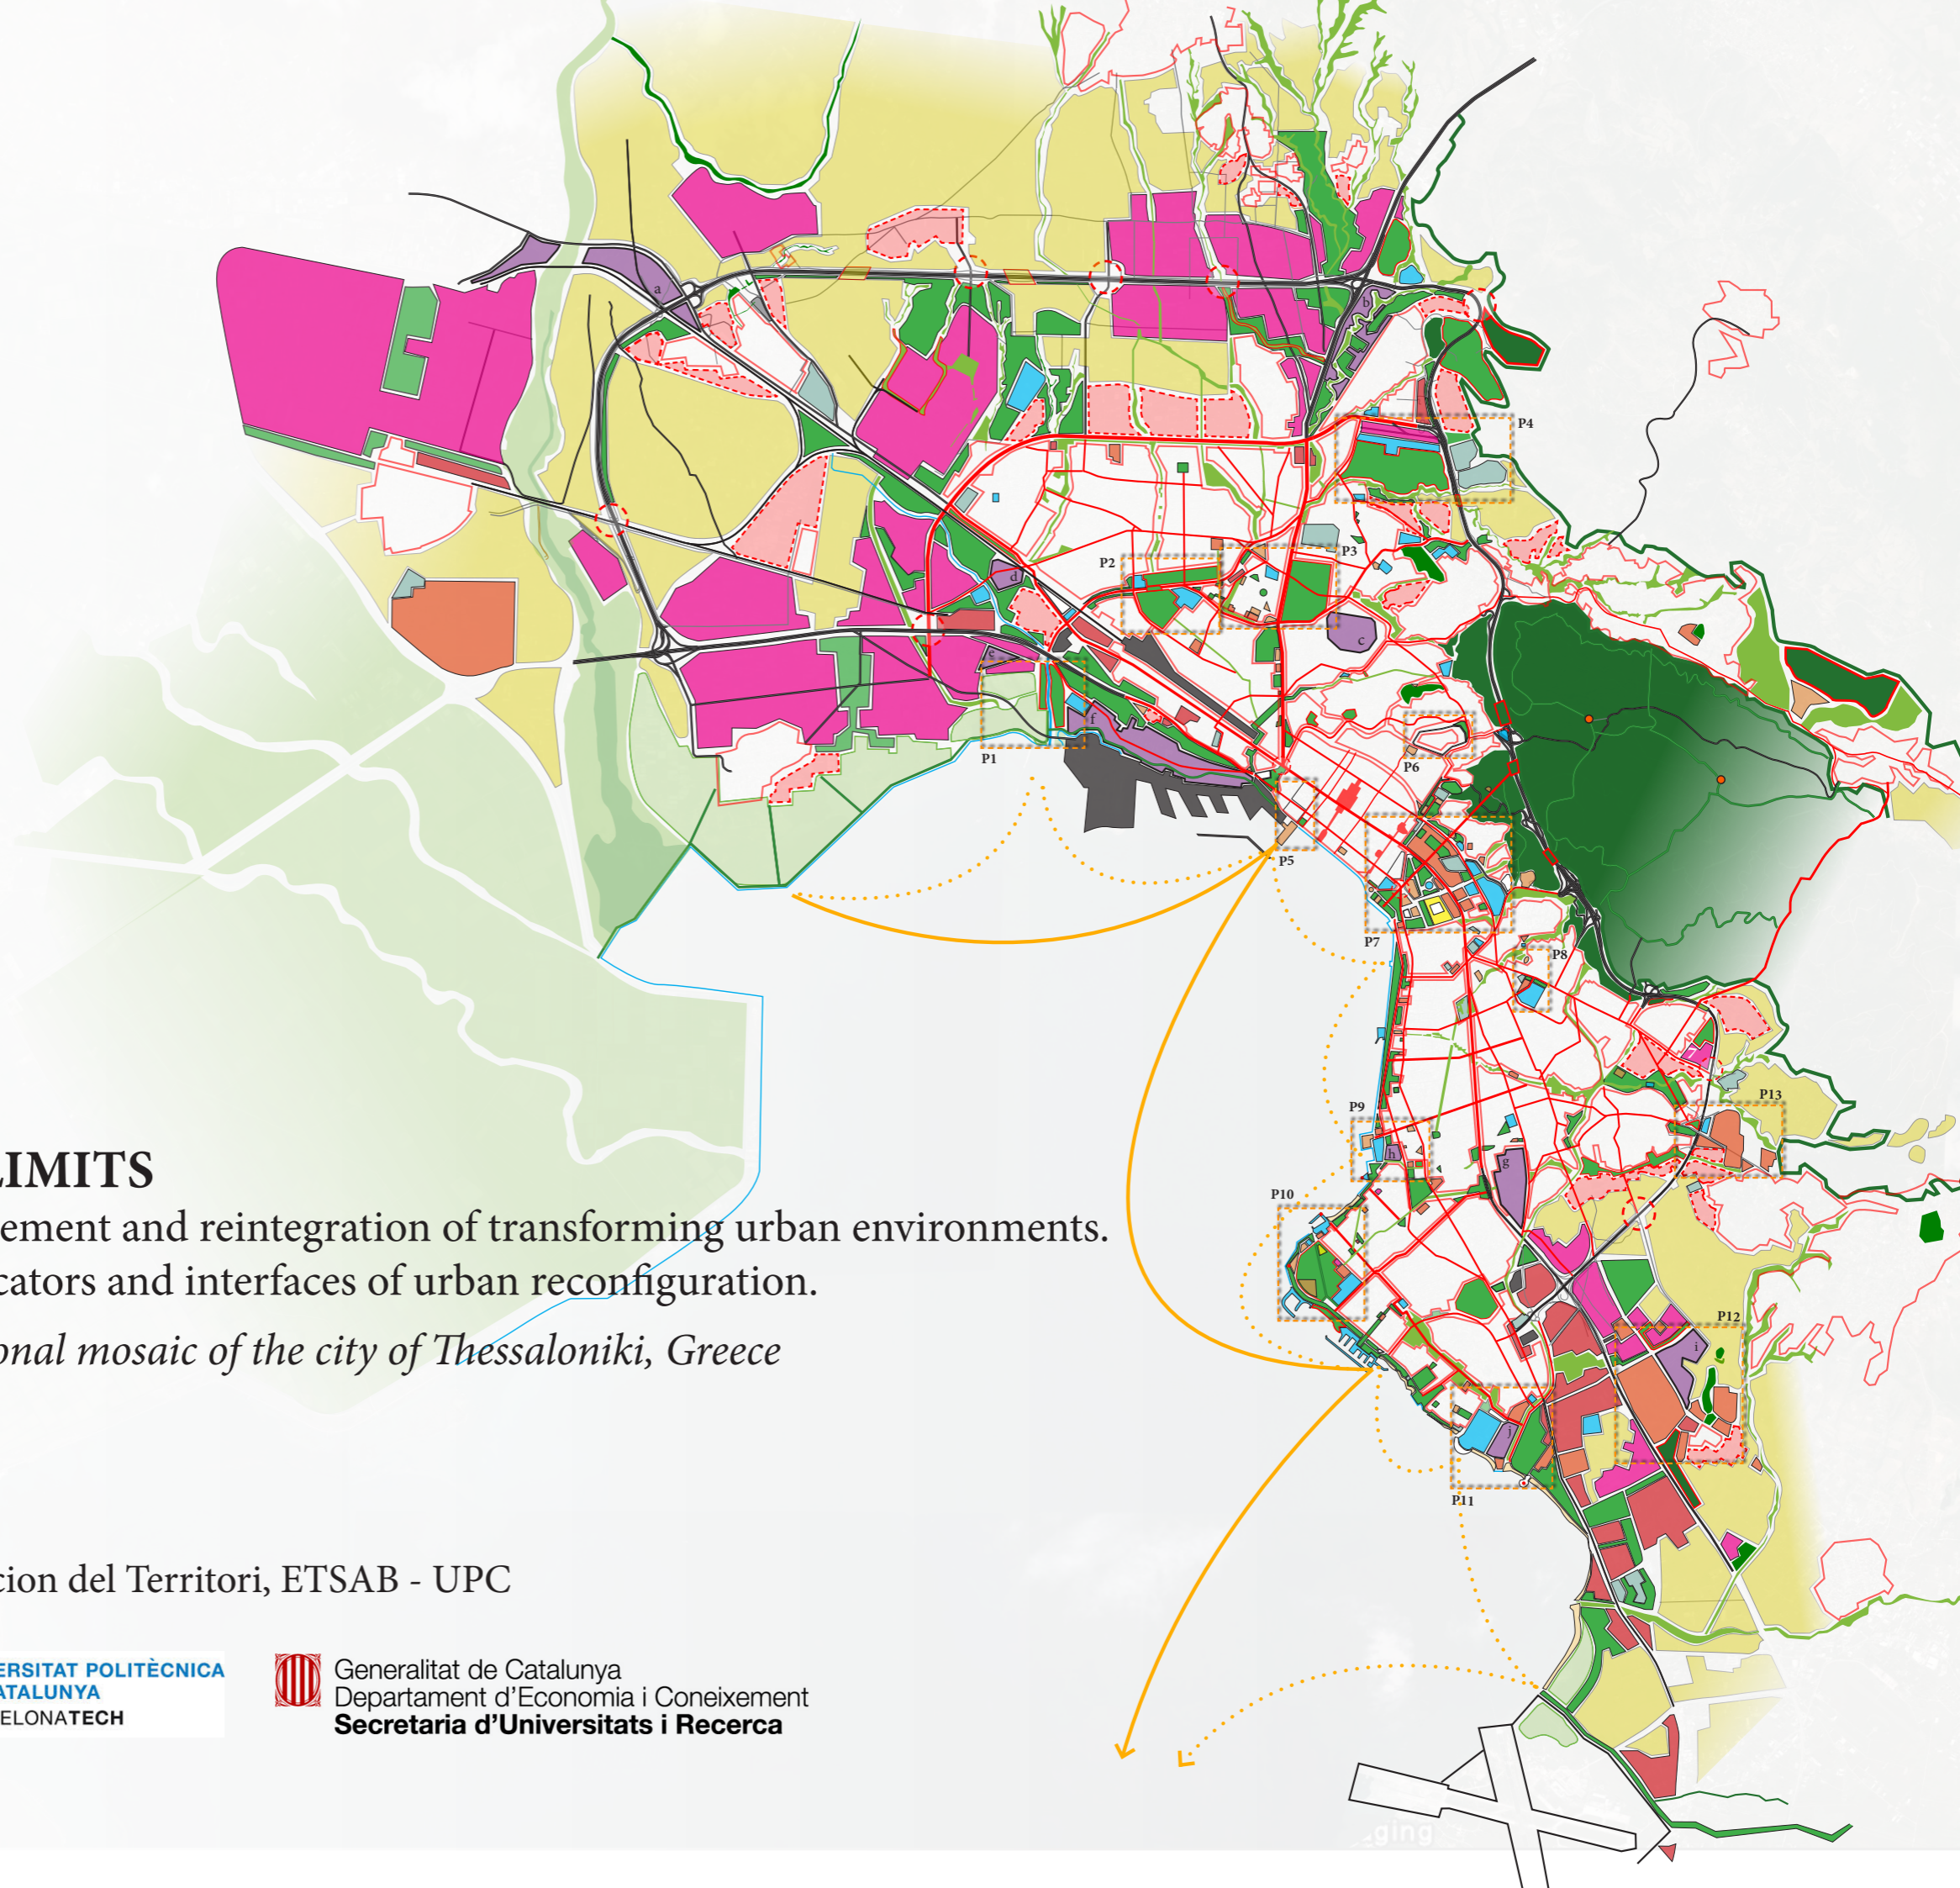 a
b
P4
P2
P3
d
c
e
f
P1
P6
P5
P7
P8
P13
P9
h
g
P10
P12
i
j
P11
LIMITS
ement and reintegration of transforming urban environments.
cators and interfaces of urban reconfiguration.
onal mosaic of the city of Thessaloniki, Greece
cion del Territori, ETSAB - UPC
ERSITAT POLITÈCNICA
ATALUNYA
ELONATECH
Generalitat de Catalunya
Departament d'Economia i Coneixement
Secretaria d'Universitats i Recerca
ging